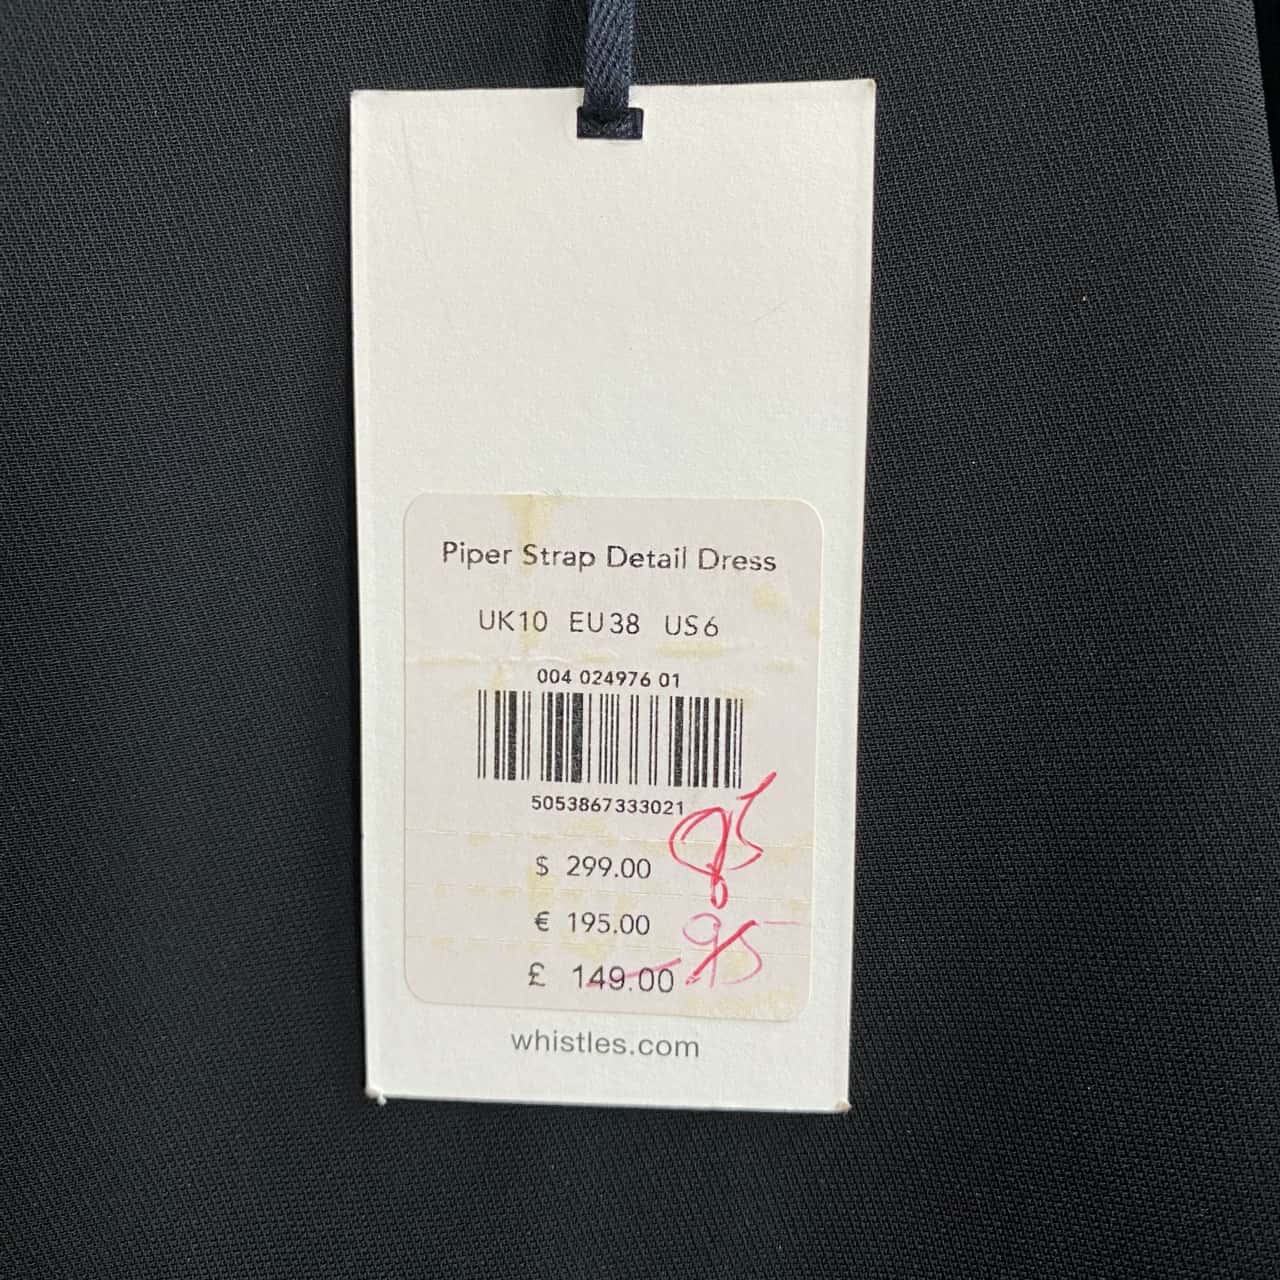 Piper Strap Detail Dress
UK10 EU38 US6
004 024976 01
5053867333021
$ 299.00
€ 195.00
£ 149.00 95
whistles.com